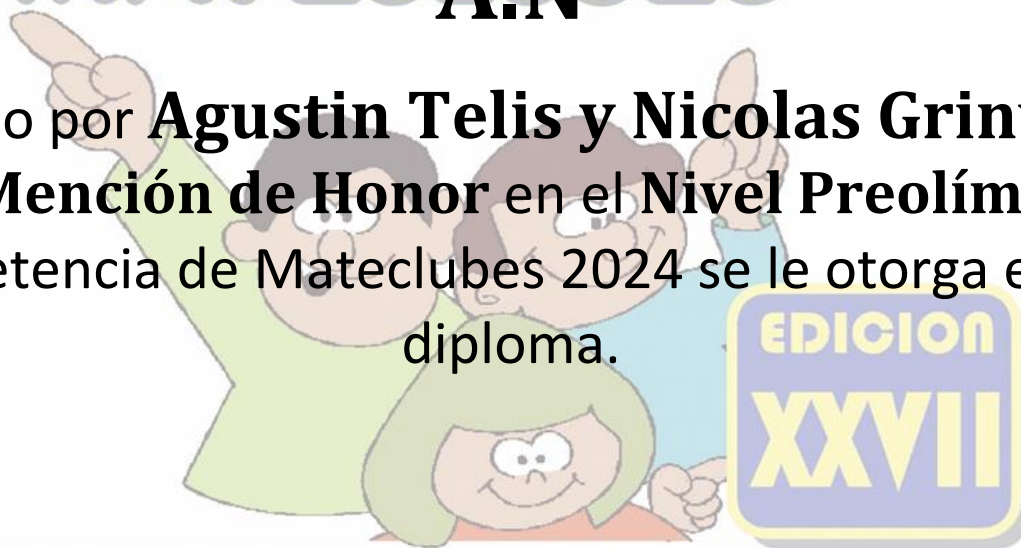 A.N
o por Agustin Telis y Nicolas Grin
Mención de Honor en el Nivel Preolím
etencia de Mateclubes 2024 se le otorga e
diploma.
EDICION
XXVII